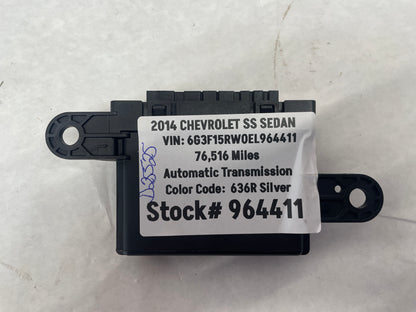 2014 CHEVROLET SS SEDAN
VIN: 6G3F15RW0EL964411
76,516 Miles
Automatic Transmission
Color Code: 636R Silver
Stock# 964411